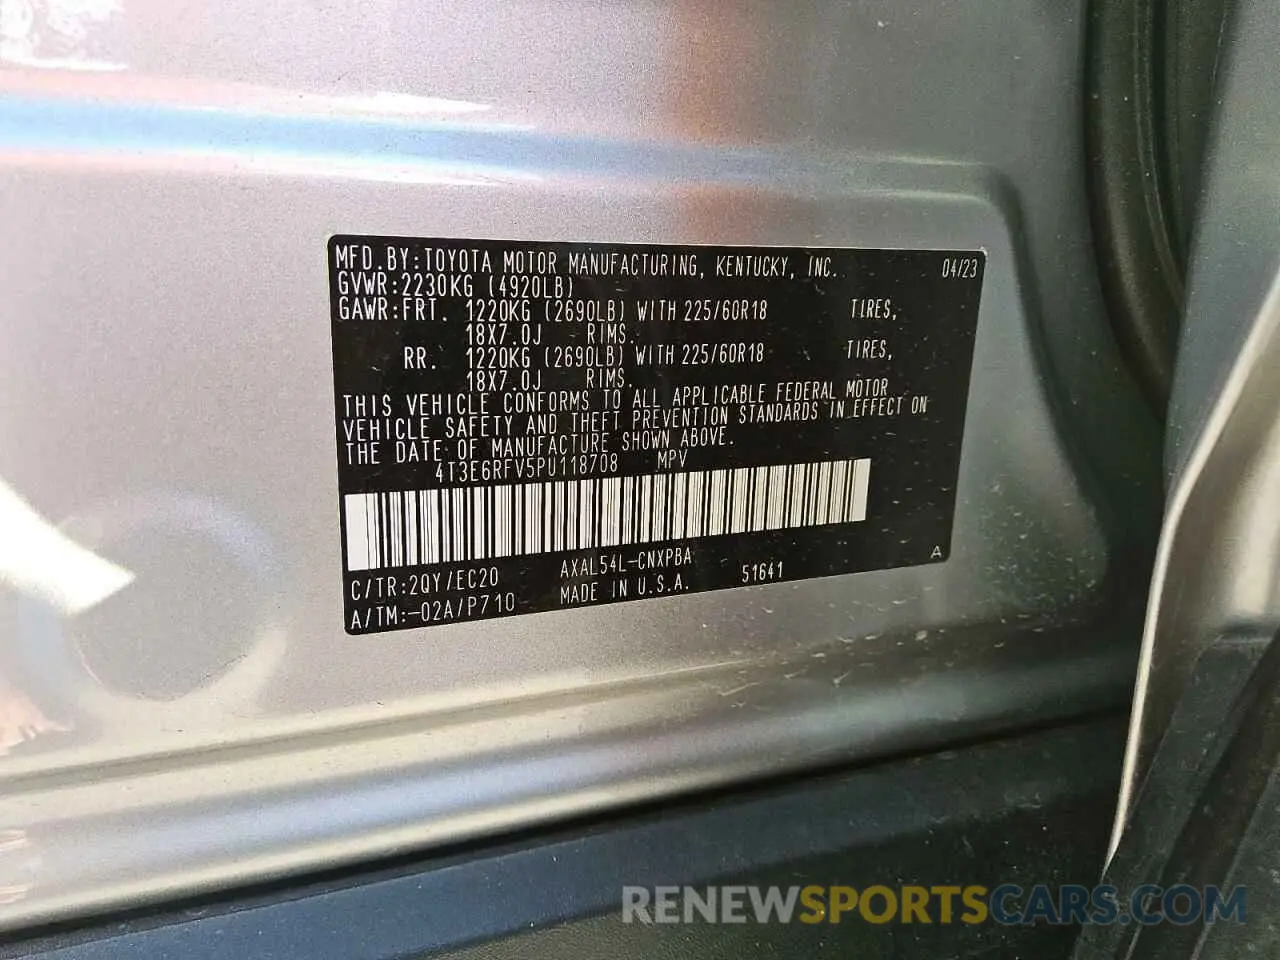 MFD.BY:TOYOTA MOTOR MANUFACTURING, KENTUCKY, INC. 04/23
GVWR:2230KG (4920LB)
GAWR:FRT. 1220KG (2690LB) WITH 225/60R18 TIRES,
18X7.0J RIMS.
RR. 1220KG (2690LB) WITH 225/60R18 TIRES,
18X7.0J RIMS.
THIS VEHICLE CONFORMS TO ALL APPLICABLE FEDERAL MOTOR
VEHICLE SAFETY AND THEFT PREVENTION STANDARDS IN EFFECT ON
THE DATE OF MANUFACTURE SHOWN ABOVE.
4T3E6RFV5PU118708 MPV
C/TR:2QY/EC20 AXAL54L-CNXPBA A
A/TM:-02A/P710 MADE IN U.S.A. 51641
RENEWSPORTSCARS.COM